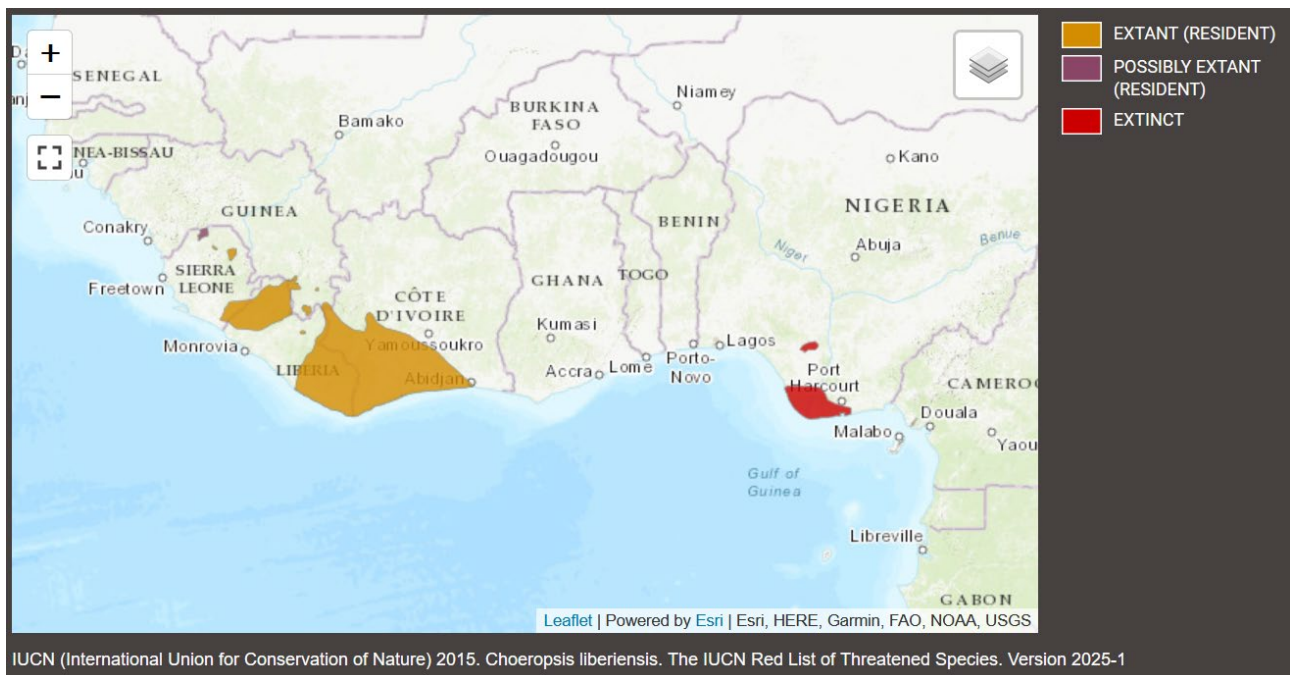 +
−
SENEGAL
Niamey
BURKINA
FASO
Bamako
Ouagadougou
Kano
NEA-BISSAU
GUINEA
BENIN
NIGERIA
Conakry
Niger
Abuja
Benue
SIERRA
LEONE
Freetown
GHANA
TOGO
CÔTE
D'IVOIRE
Kumasi
Yamoussoukro
Monrovia
Lagos
Accra
Lome
Porto-
Novo
LIBERIA
Abidjan
Port
Harcourt
CAMEROO
Douala
Malabo
Yaou
Gulf of
Guinea
Libreville
GABON
Leaflet | Powered by Esri | Esri, HERE, Garmin, FAO, NOAA, USGS
EXTANT (RESIDENT)
POSSIBLY EXTANT
(RESIDENT)
EXTINCT
IUCN (International Union for Conservation of Nature) 2015. Choeropsis liberiensis. The IUCN Red List of Threatened Species. Version 2025-1